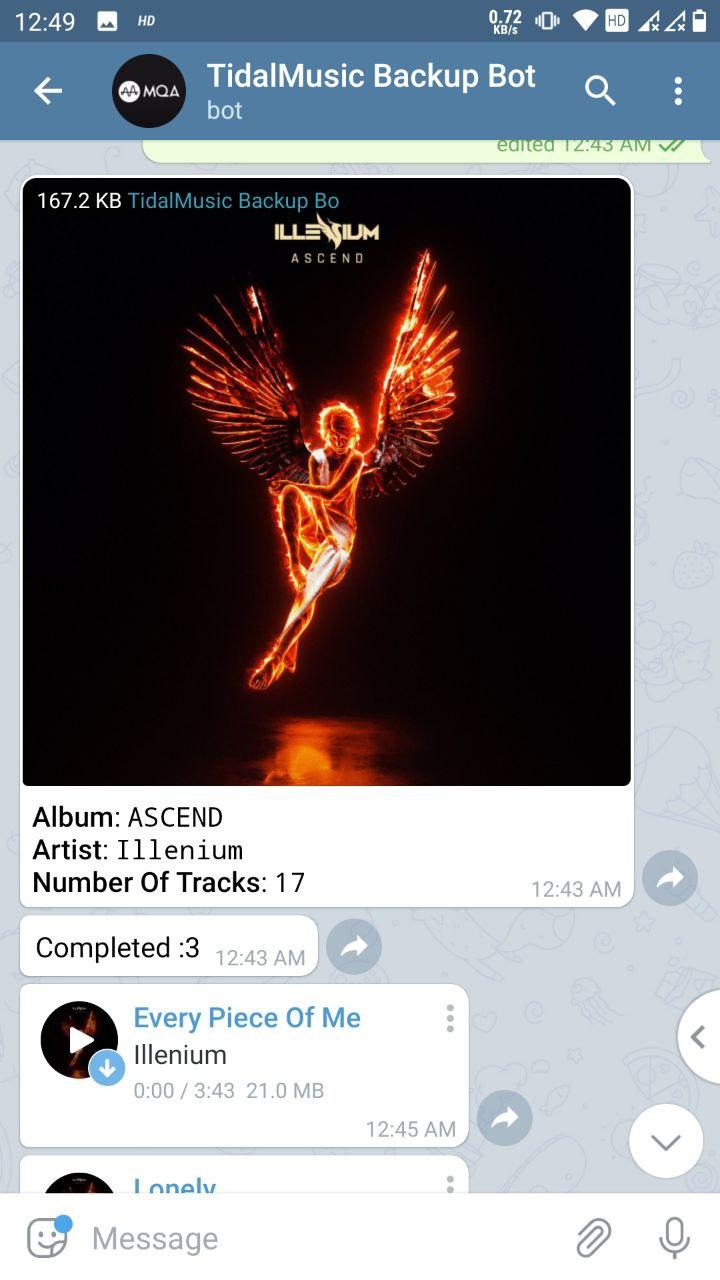 12:49 HD 0.72 KB/s HD
MQA
TidalMusic Backup Bot
bot
edited 12:43 AM
167.2 KB TidalMusic Backup Bo
ILLENIUM
ASCEND
Album: ASCEND
Artist: Illenium
Number Of Tracks: 17
12:43 AM
Completed :3 12:43 AM
Every Piece Of Me
Illenium
0:00 / 3:43 21.0 MB
12:45 AM
Lonely
Message